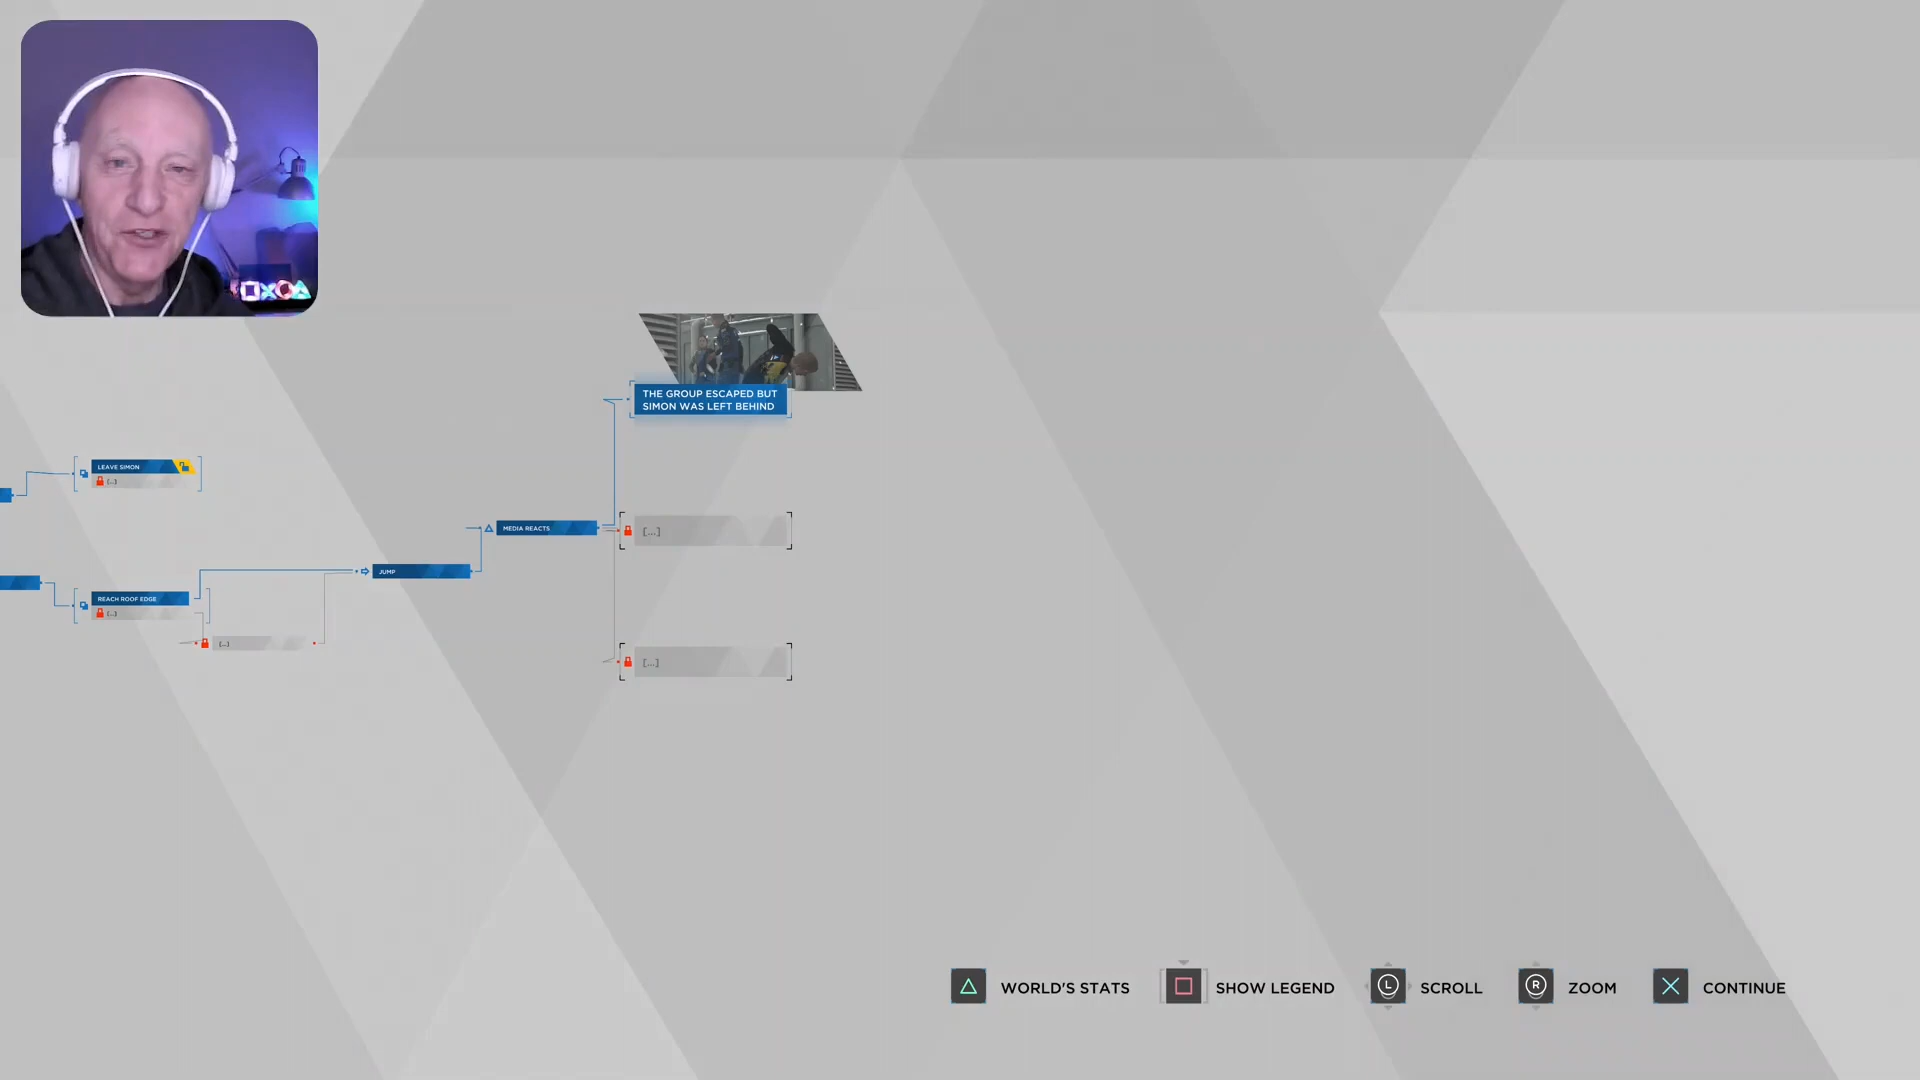 THE GROUP ESCAPED BUT
SIMON WAS LEFT BEHIND
LEAVE SIMON
[...]
MEDIA REACTS
[...]
JUMP
REACH ROOF EDGE
[...]
[...]
[...]
WORLD'S STATS
SHOW LEGEND
L
SCROLL
R
ZOOM
CONTINUE